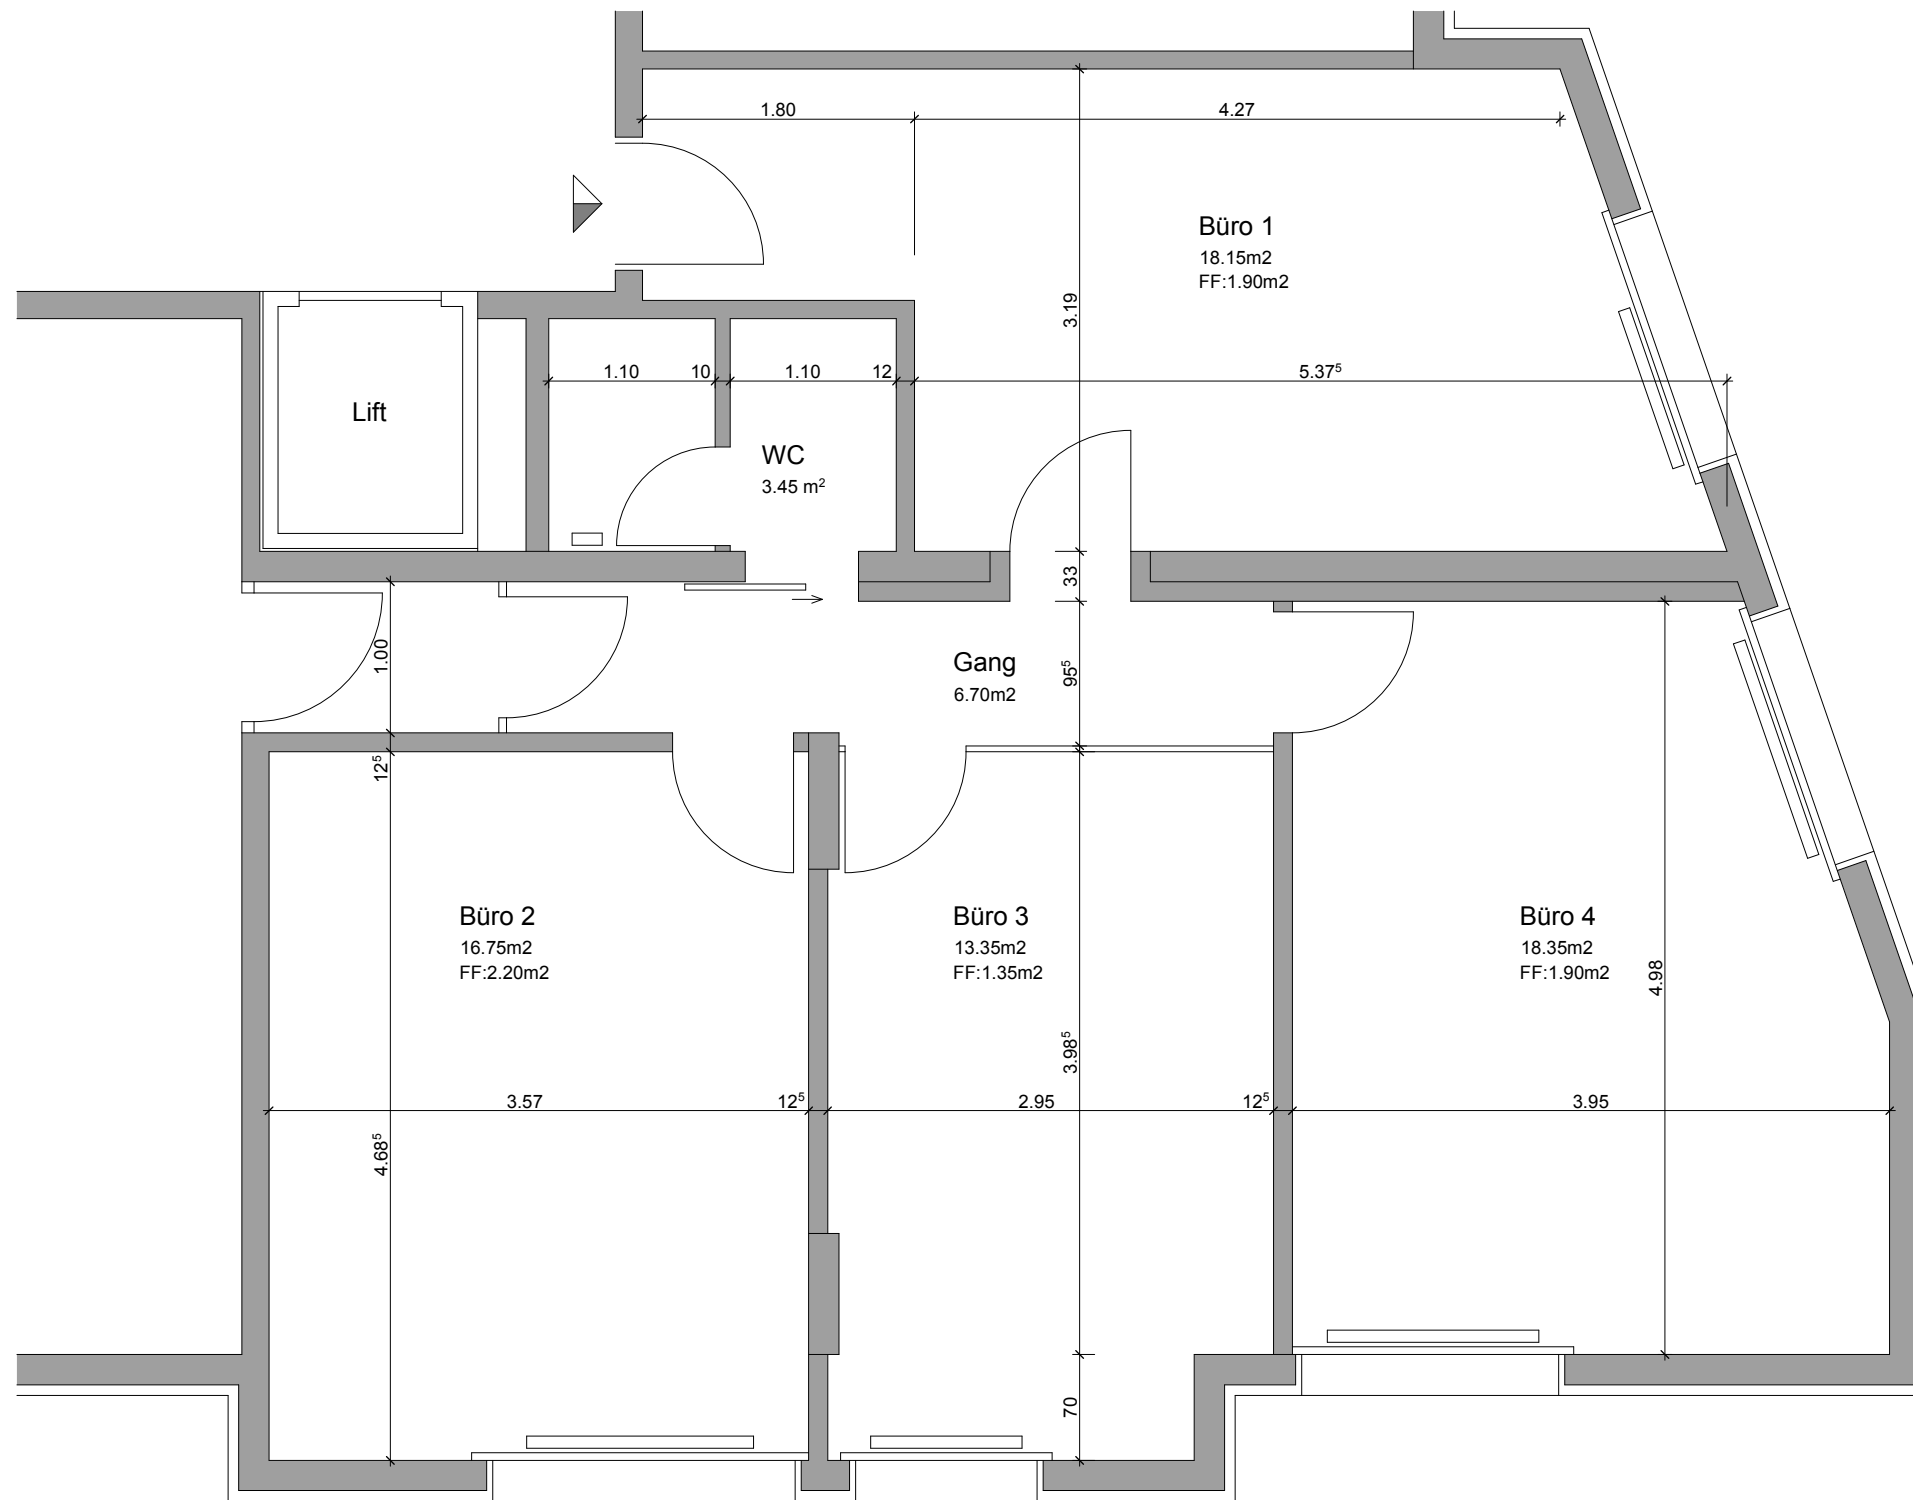 1.80
4.27
Büro 1
18.15m2
FF:1.90m2
3.19
1.10
10
1.10
12
5.37⁵
Lift
WC
3.45 m²
33
1.00
Gang
6.70m2
95⁵
12⁵
Büro 2
16.75m2
FF:2.20m2
Büro 3
13.35m2
FF:1.35m2
Büro 4
18.35m2
FF:1.90m2
4.98
3.98⁵
3.57
12⁵
2.95
12⁵
3.95
4.68⁵
70